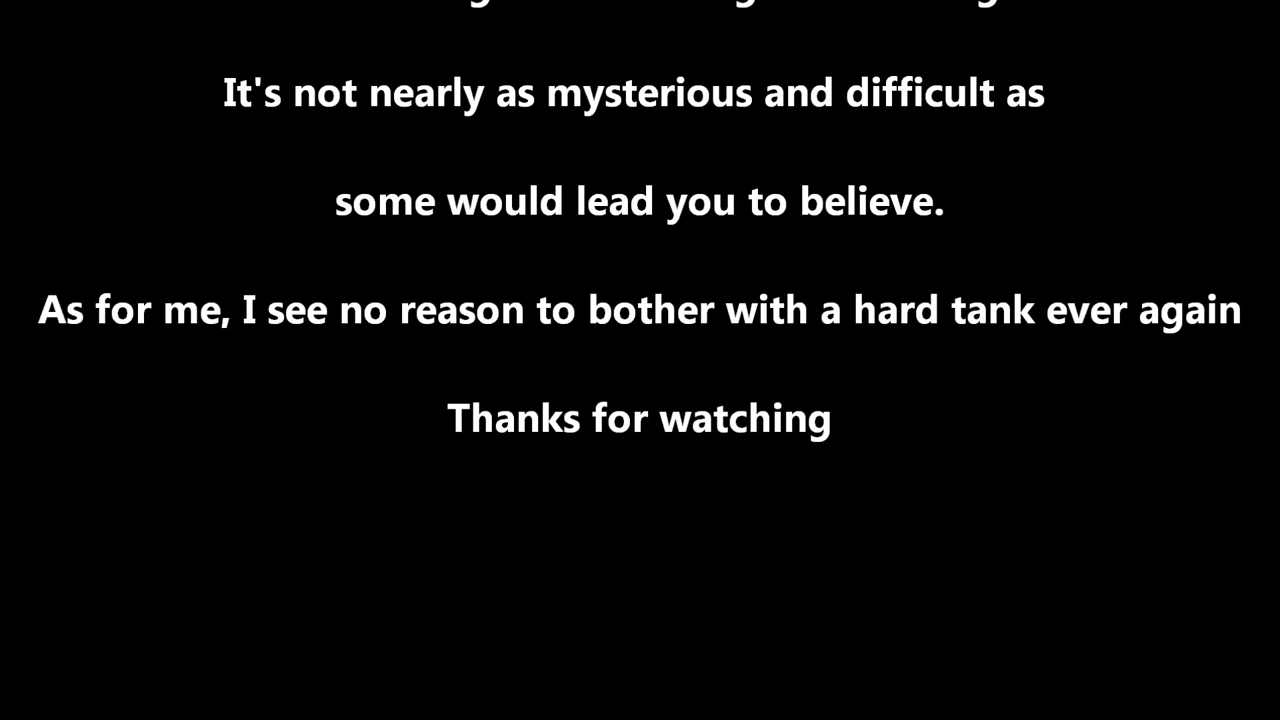 It's not nearly as mysterious and difficult as
some would lead you to believe.
As for me, I see no reason to bother with a hard tank ever again
Thanks for watching